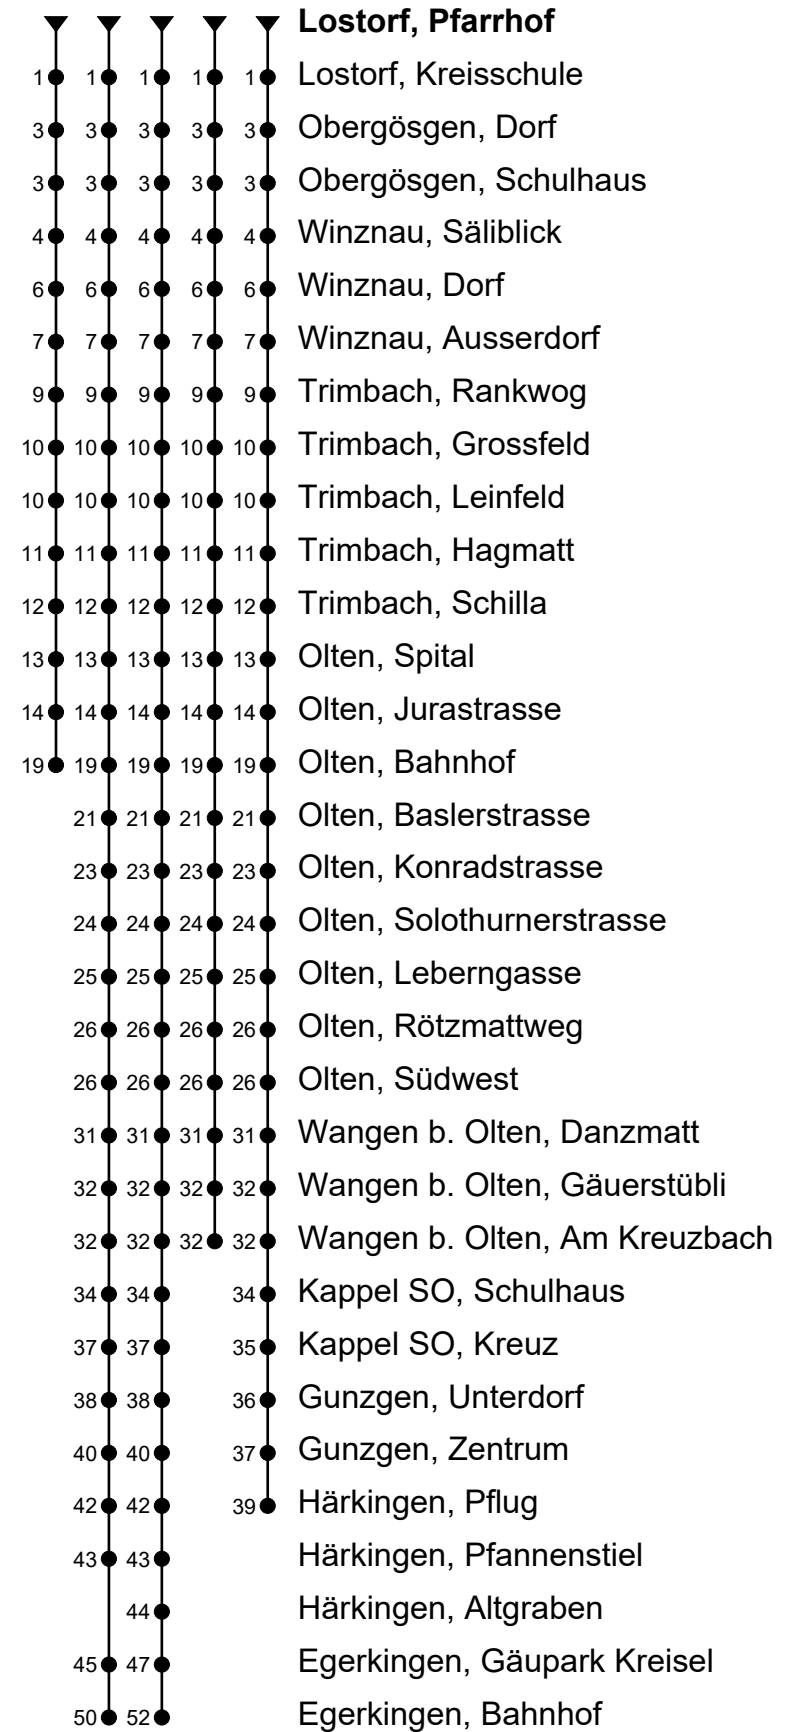 Lostorf, Pfarrhof
1 1 1 1 1 Lostorf, Kreisschule
3 3 3 3 3 Obergösgen, Dorf
3 3 3 3 3 Obergösgen, Schulhaus
4 4 4 4 4 Winznau, Säliblick
6 6 6 6 6 Winznau, Dorf
7 7 7 7 7 Winznau, Ausserdorf
9 9 9 9 9 Trimbach, Rankwog
10 10 10 10 10 Trimbach, Grossfeld
10 10 10 10 10 Trimbach, Leinfeld
11 11 11 11 11 Trimbach, Hagmatt
12 12 12 12 12 Trimbach, Schilla
13 13 13 13 13 Olten, Spital
14 14 14 14 14 Olten, Jurastrasse
19 19 19 19 19 Olten, Bahnhof
21 21 21 21 Olten, Baslerstrasse
23 23 23 23 Olten, Konradstrasse
24 24 24 24 Olten, Solothurnerstrasse
25 25 25 25 Olten, Leberngasse
26 26 26 26 Olten, Rötzmattweg
26 26 26 26 Olten, Südwest
31 31 31 31 Wangen b. Olten, Danzmatt
32 32 32 32 Wangen b. Olten, Gäuerstübli
32 32 32 32 Wangen b. Olten, Am Kreuzbach
34 34 34 Kappel SO, Schulhaus
37 37 35 Kappel SO, Kreuz
38 38 36 Gunzgen, Unterdorf
40 40 37 Gunzgen, Zentrum
42 42 39 Härkingen, Pflug
43 43 Härkingen, Pfannenstiel
44 Härkingen, Altgraben
45 47 Egerkingen, Gäupark Kreisel
50 52 Egerkingen, Bahnhof